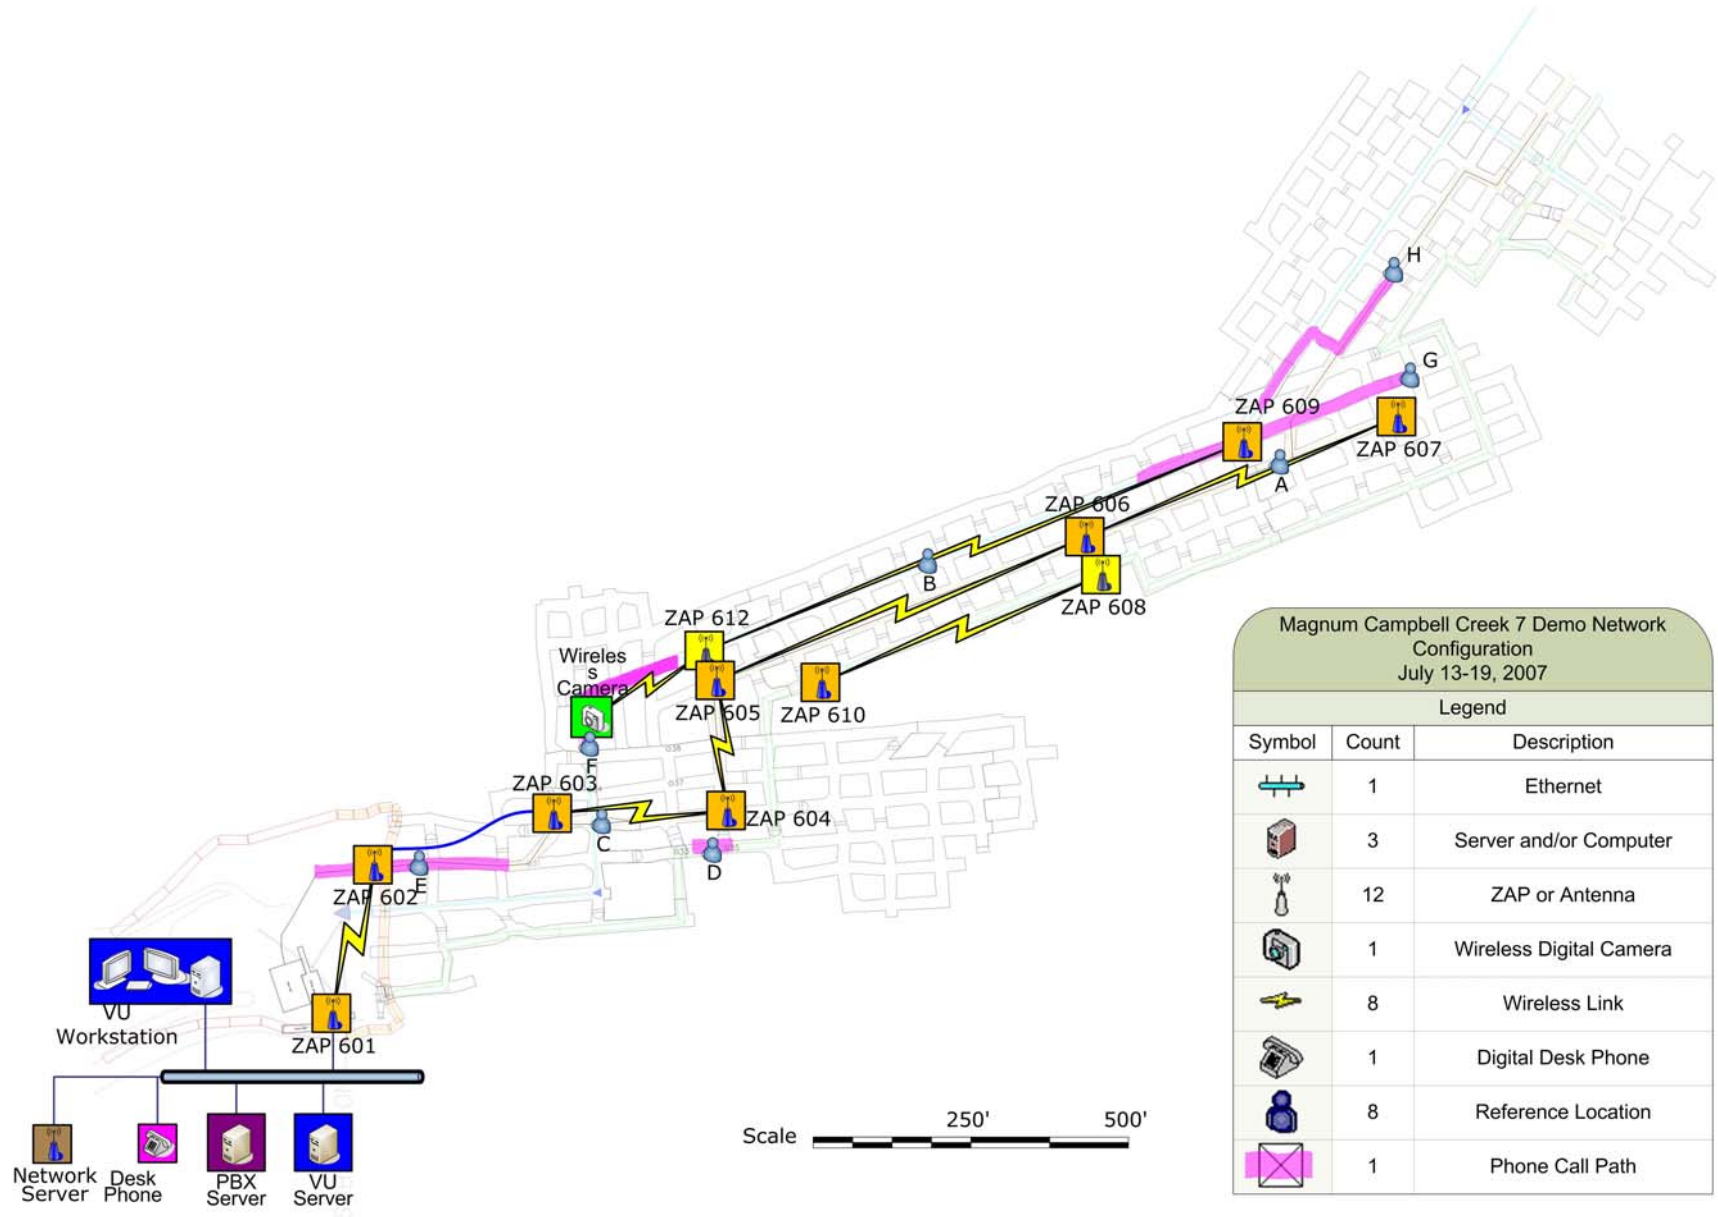 H
G
ZAP 609
ZAP 607
A
ZAP 606
B
ZAP 608
ZAP 612
Wireles
s
Camera
ZAP 605
ZAP 610
F
ZAP 603
ZAP 604
C
D
E
ZAP 602
VU
Workstation
ZAP 601
Network
Server
Desk
Phone
PBX
Server
VU
Server
Scale
250'
500'
Magnum Campbell Creek 7 Demo Network
Configuration
July 13-19, 2007
Legend
Symbol Count Description
1 Ethernet
3 Server and/or Computer
12 ZAP or Antenna
1 Wireless Digital Camera
8 Wireless Link
1 Digital Desk Phone
8 Reference Location
1 Phone Call Path